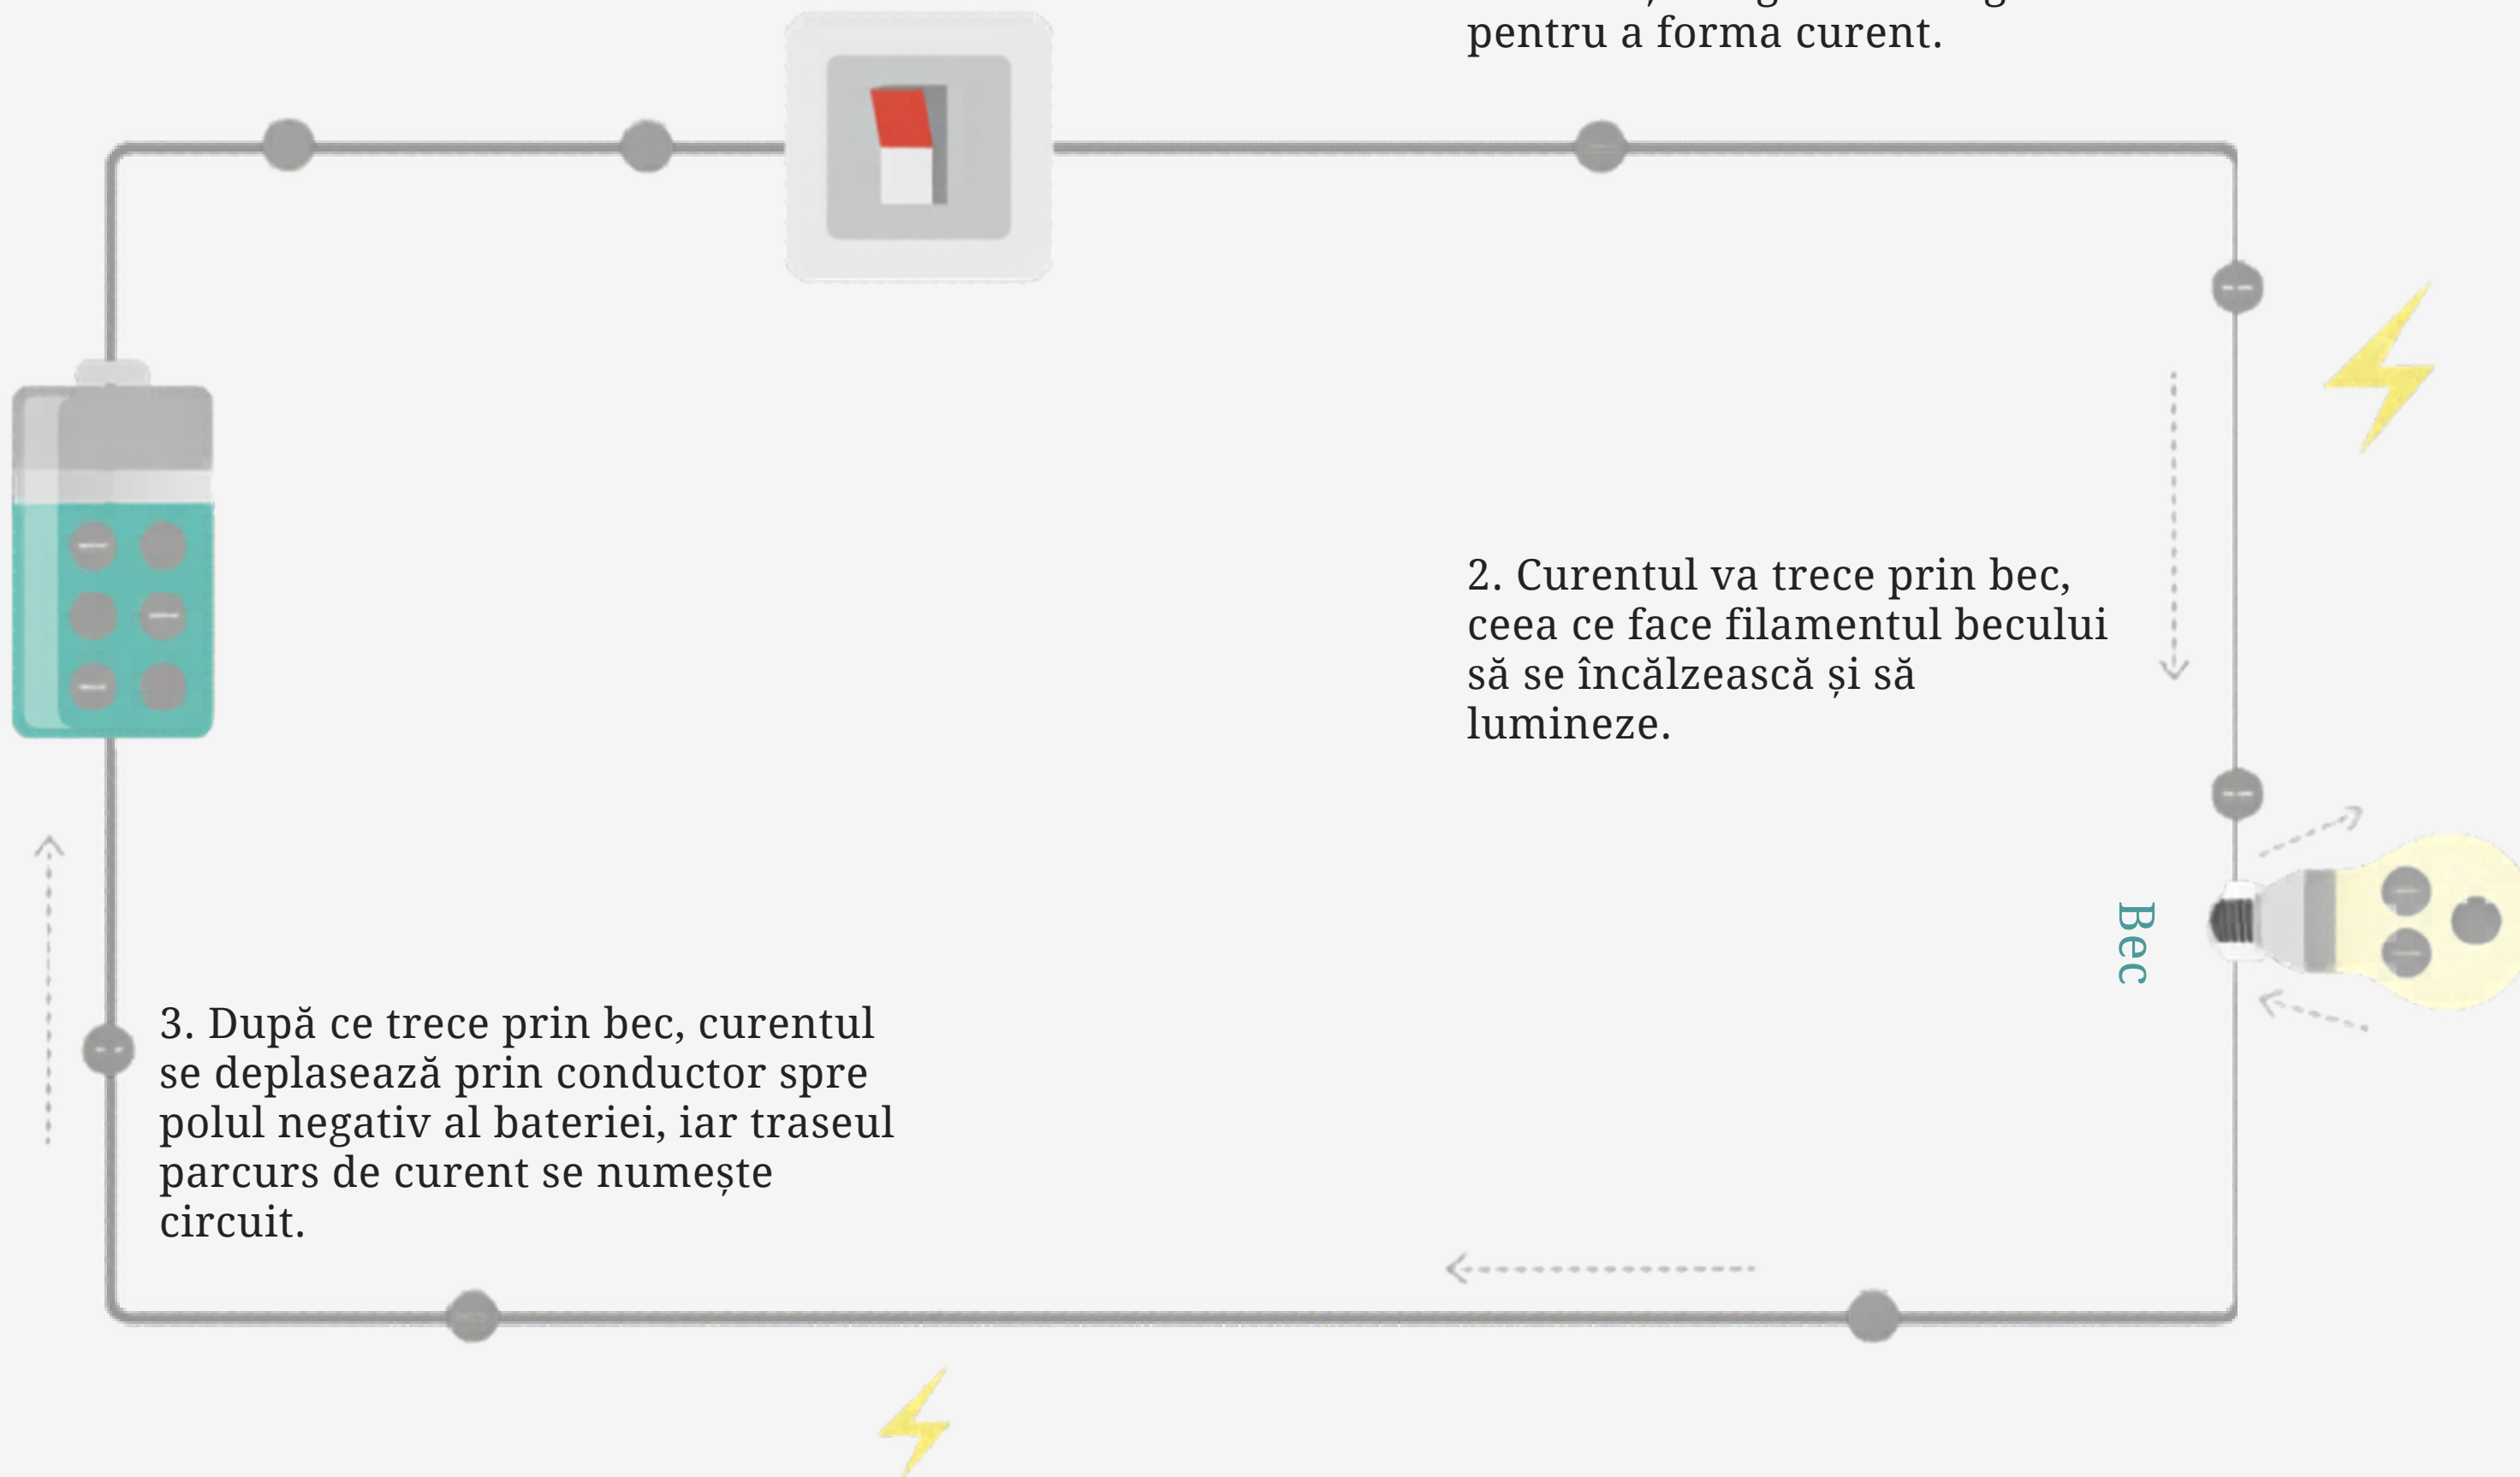 pentru a forma curent.
2. Curentul va trece prin bec,
ceea ce face filamentul becului
să se încălzească și să
lumineze.
Bec
3. După ce trece prin bec, curentul
se deplasează prin conductor spre
polul negativ al bateriei, iar traseul
parcurs de curent se numește
circuit.